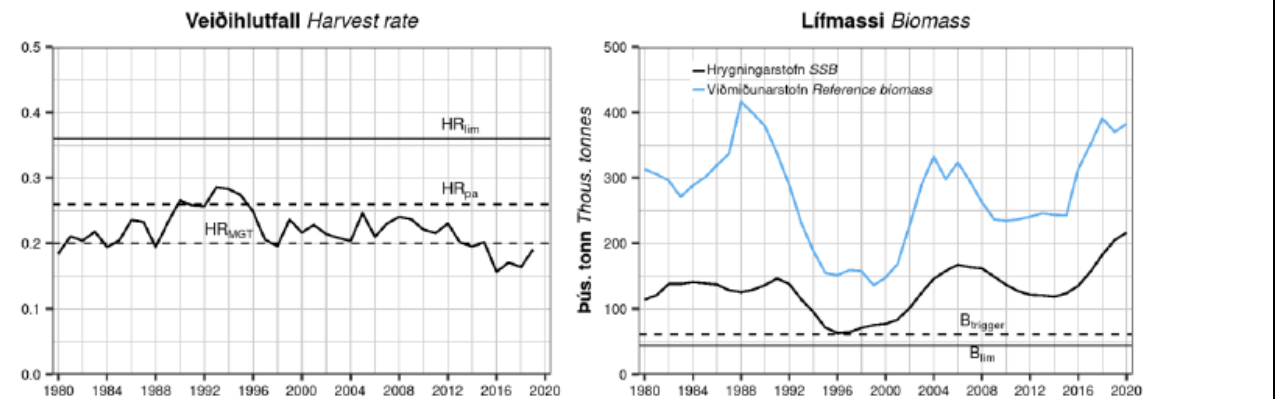 Veiðihlutfall Harvest rate
0.5
0.4
0.3
0.2
0.1
0.0
HRlim
HRpa
HRMGT
1980 1984 1988 1992 1996 2000 2004 2008 2012 2016 2020
Lífmassi Biomass
Þús. tonn Thous. tonnes
500
400
300
200
100
0
Hrygningarstofn SSB
Viðmiðunarstofn Reference biomass
Btrigger
Blim
1980 1984 1988 1992 1996 2000 2004 2008 2012 2016 2020